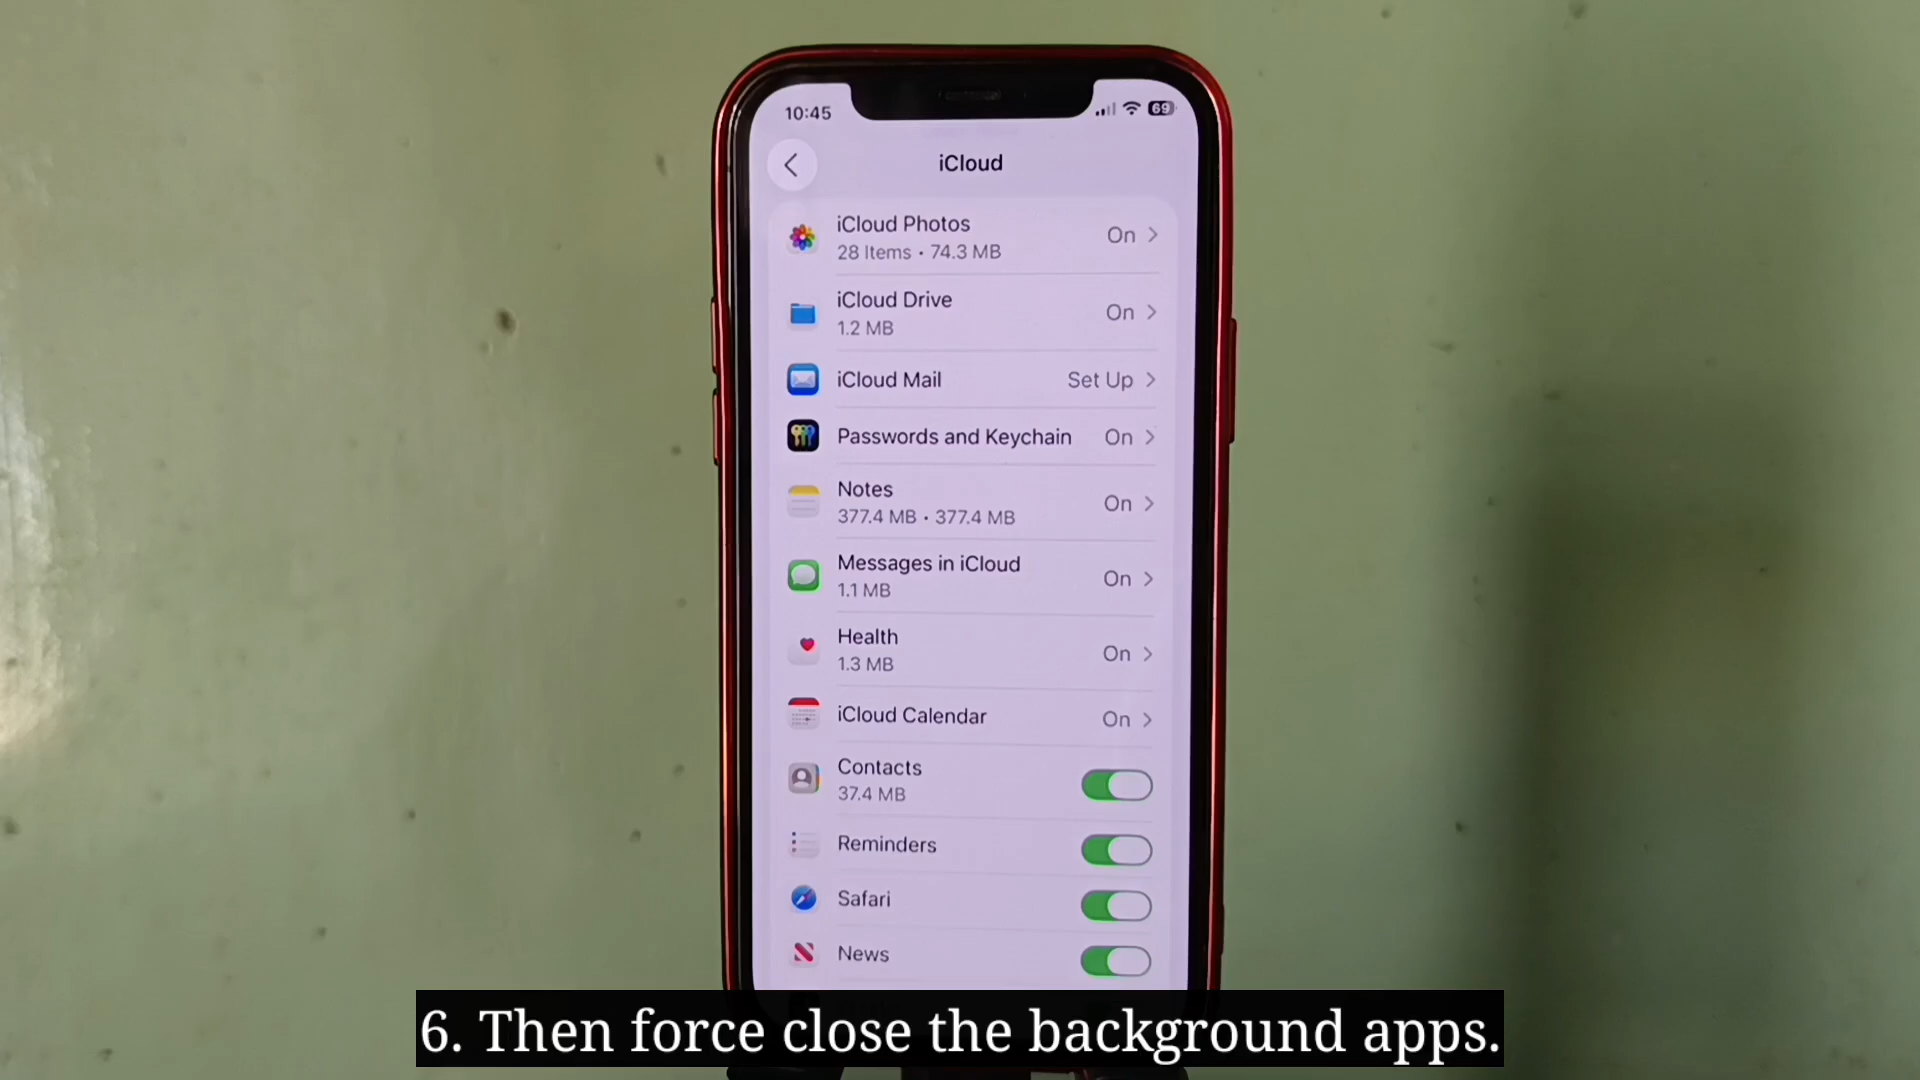 10:45
69
iCloud
iCloud Photos
28 Items • 74.3 MB
On
iCloud Drive
1.2 MB
On
iCloud Mail
Set Up
Passwords and Keychain
On
Notes
377.4 MB • 377.4 MB
On
Messages in iCloud
1.1 MB
On
Health
1.3 MB
On
iCloud Calendar
On
Contacts
37.4 MB
Reminders
Safari
News
6. Then force close the background apps.